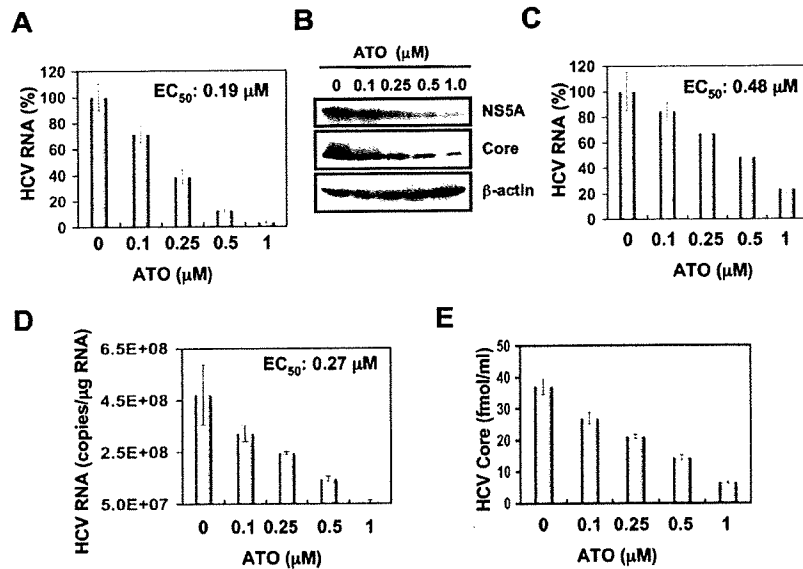 A
HCV RNA (%)
120
100
80
60
40
20
0
EC50: 0.19 μM
0 0.1 0.25 0.5 1
ATO (μM)
B
ATO (μM)
0 0.1 0.25 0.5 1.0
NS5A
Core
β-actin
C
HCV RNA (%)
120
100
80
60
40
20
0
EC50: 0.48 μM
0 0.1 0.25 0.5 1
ATO (μM)
D
HCV RNA (copies/μg RNA)
6.5E+08
4.5E+08
2.5E+08
5.0E+07
EC50: 0.27 μM
0 0.1 0.25 0.5 1
ATO (μM)
E
HCV Core (fmol/ml)
50
40
30
20
10
0
0 0.1 0.25 0.5 1
ATO (μM)